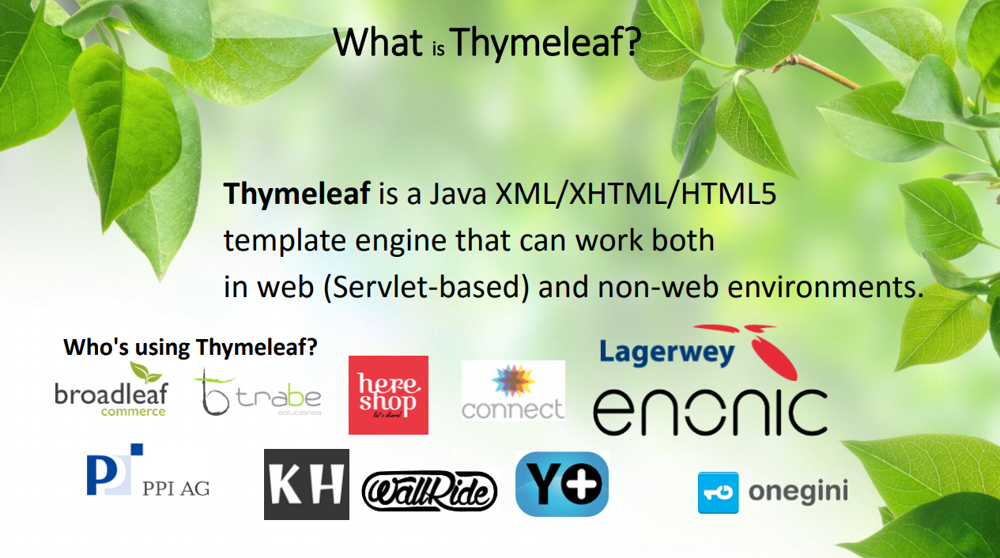 What is Thymeleaf?
Thymeleaf is a Java XML/XHTML/HTML5
template engine that can work both
in web (Servlet-based) and non-web environments.
Who's using Thymeleaf?
broadleaf
commerce
trabe
soluciones
here
shop
let's share!
connect
Lagerwey
enonic
PPI AG
KH
WallRide
Y+
onegini